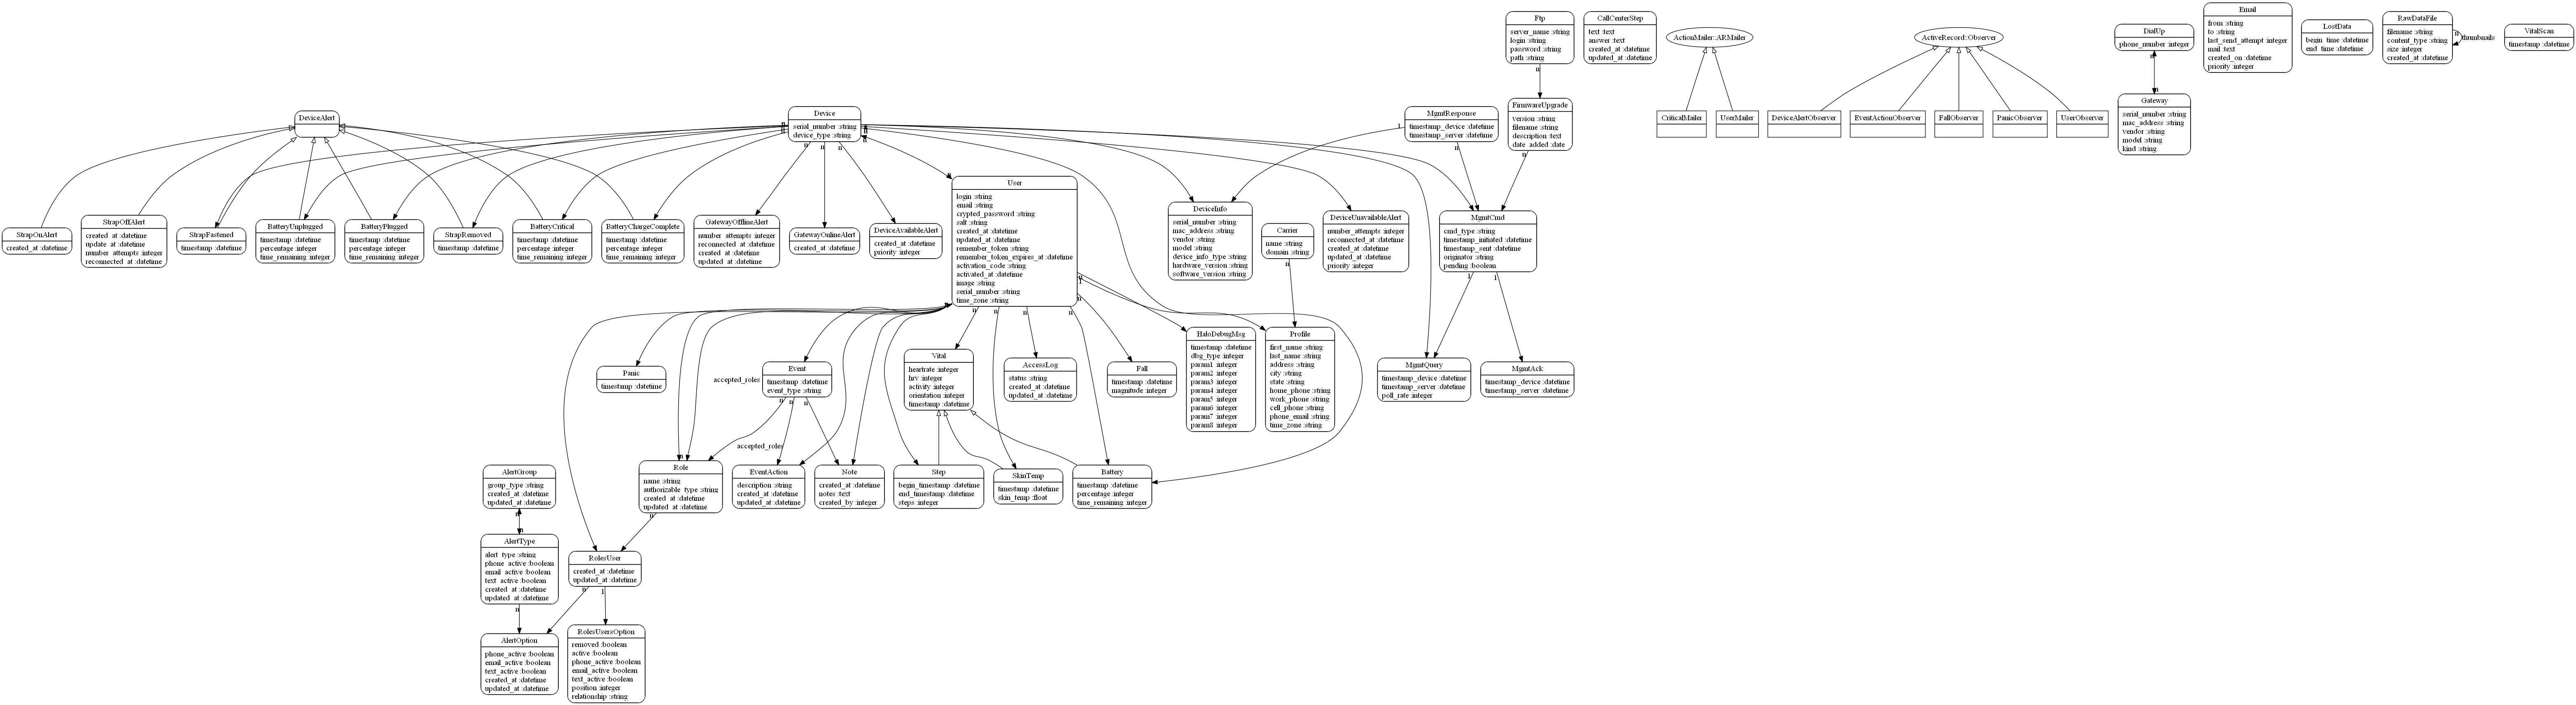 Ftp
server_name :string
login :string
password :string
path :string
n
CallCenterStep
text :text
answer :text
created_at :datetime
updated_at :datetime
ActionMailer::ARMailer
ActiveRecord::Observer
DialUp
phone_number :integer
n
Email
from :string
to :string
last_send_attempt :integer
mail :text
created_on :datetime
priority :integer
LostData
begin_time :datetime
end_time :datetime
RawDataFile
filename :string
content_type :string
size :integer
created_at :datetime
n
thumbnails
VitalScan
timestamp :datetime
DeviceAlert
Device
serial_number :string
device_type :string
n
n
n
MgmtResponse
timestamp_device :datetime
timestamp_server :datetime
1
n
FirmwareUpgrade
version :string
filename :string
description :text
date_added :date
n
CriticalMailer
UserMailer
DeviceAlertObserver
EventActionObserver
FallObserver
PanicObserver
UserObserver
n
Gateway
serial_number :string
mac_address :string
vendor :string
model :string
kind :string
StrapOnAlert
created_at :datetime
StrapOffAlert
created_at :datetime
update_at :datetime
number_attempts :integer
reconnected_at :datetime
StrapFastened
timestamp :datetime
BatteryUnplugged
timestamp :datetime
percentage :integer
time_remaining :integer
BatteryPlugged
timestamp :datetime
percentage :integer
time_remaining :integer
StrapRemoved
timestamp :datetime
BatteryCritical
timestamp :datetime
percentage :integer
time_remaining :integer
BatteryChargeComplete
timestamp :datetime
percentage :integer
time_remaining :integer
GatewayOfflineAlert
number_attempts :integer
reconnected_at :datetime
created_at :datetime
updated_at :datetime
GatewayOnlineAlert
created_at :datetime
DeviceAvailableAlert
created_at :datetime
priority :integer
User
login :string
email :string
crypted_password :string
salt :string
created_at :datetime
updated_at :datetime
remember_token :string
remember_token_expires_at :datetime
activation_code :string
activated_at :datetime
image :string
serial_number :string
time_zone :string
n
n
n
n
n
1
DeviceInfo
serial_number :string
mac_address :string
vendor :string
model :string
device_info_type :string
hardware_version :string
software_version :string
Carrier
name :string
domain :string
n
DeviceUnavailableAlert
number_attempts :integer
reconnected_at :datetime
created_at :datetime
updated_at :datetime
priority :integer
MgmtCmd
cmd_type :string
timestamp_initiated :datetime
timestamp_sent :datetime
originator :string
pending :boolean
1
1
Panic
timestamp :datetime
accepted_roles
Event
timestamp :datetime
event_type :string
n
n
n
Vital
heartrate :integer
hrv :integer
activity :integer
orientation :integer
timestamp :datetime
AccessLog
status :string
created_at :datetime
updated_at :datetime
Fall
timestamp :datetime
magnitude :integer
HaloDebugMsg
timestamp :datetime
dbg_type :integer
param1 :integer
param2 :integer
param3 :integer
param4 :integer
param5 :integer
param6 :integer
param7 :integer
param8 :integer
Profile
first_name :string
last_name :string
address :string
city :string
state :string
home_phone :string
work_phone :string
cell_phone :string
phone_email :string
time_zone :string
MgmtQuery
timestamp_device :datetime
timestamp_server :datetime
poll_rate :integer
MgmtAck
timestamp_device :datetime
timestamp_server :datetime
accepted_roles
AlertGroup
group_type :string
created_at :datetime
updated_at :datetime
n
Role
name :string
authorizable_type :string
created_at :datetime
updated_at :datetime
n
EventAction
description :string
created_at :datetime
updated_at :datetime
Note
created_at :datetime
notes :text
created_by :integer
Step
begin_timestamp :datetime
end_timestamp :datetime
steps :integer
SkinTemp
timestamp :datetime
skin_temp :float
Battery
timestamp :datetime
percentage :integer
time_remaining :integer
n
AlertType
alert_type :string
phone_active :boolean
email_active :boolean
text_active :boolean
created_at :datetime
updated_at :datetime
n
RolesUser
created_at :datetime
updated_at :datetime
n
1
AlertOption
phone_active :boolean
email_active :boolean
text_active :boolean
created_at :datetime
updated_at :datetime
RolesUsersOption
removed :boolean
active :boolean
phone_active :boolean
email_active :boolean
text_active :boolean
position :integer
relationship :string